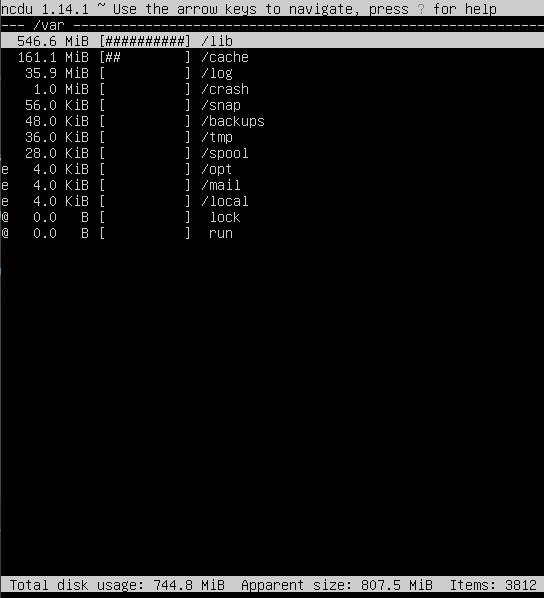 ncdu 1.14.1 ~ Use the arrow keys to navigate, press ? for help
--- /var -----------------------------------------------------------
  546.6 MiB [##########] /lib
  161.1 MiB [##        ] /cache
   35.9 MiB [          ] /log
    1.0 MiB [          ] /crash
   56.0 KiB [          ] /snap
   48.0 KiB [          ] /backups
   36.0 KiB [          ] /tmp
   28.0 KiB [          ] /spool
e   4.0 KiB [          ] /opt
e   4.0 KiB [          ] /mail
e   4.0 KiB [          ] /local
@   0.0   B [          ]  lock
@   0.0   B [          ]  run
 Total disk usage: 744.8 MiB  Apparent size: 807.5 MiB  Items: 3812